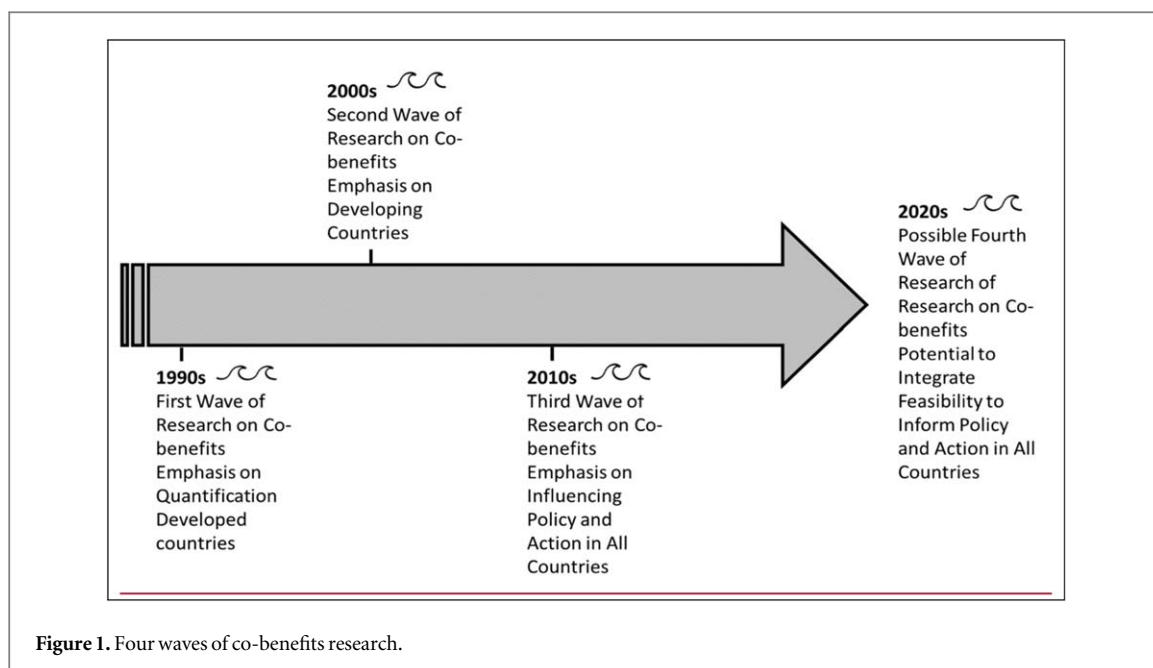 2000s
Second Wave of
Research on Co-
benefits
Emphasis on
Developing
Countries
2020s
Possible Fourth
Wave of
Research of
Research on Co-
benefits
Potential to
Integrate
Feasibility to
Inform Policy
and Action in All
Countries
1990s
First Wave of
Research on Co-
benefits
Emphasis on
Quantification
Developed
countries
2010s
Third Wave of
Research on Co-
benefits
Emphasis on
Influencing
Policy and
Action in All
Countries
Figure 1. Four waves of co-benefits research.